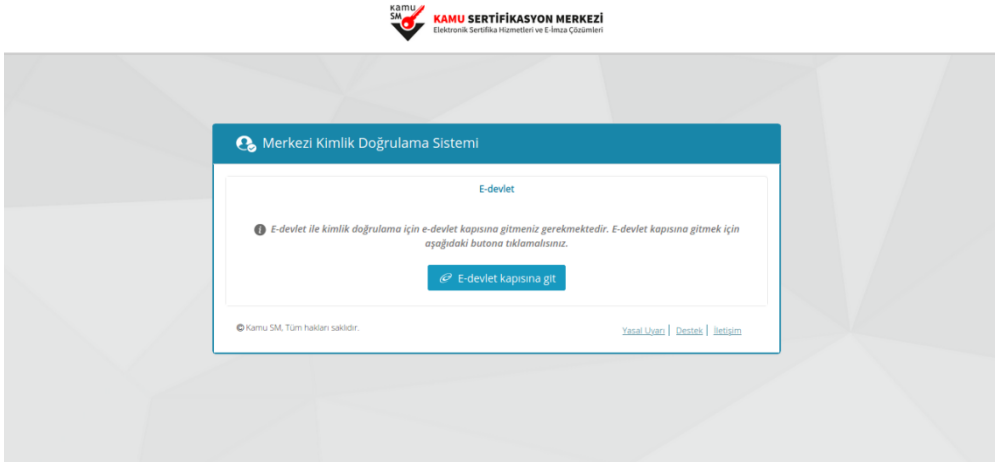 Kamu
SM
KAMU SERTİFİKASYON MERKEZİ
Elektronik Sertifika Hizmetleri ve E-İmza Çözümleri
Merkezi Kimlik Doğrulama Sistemi
E-devlet
E-devlet ile kimlik doğrulama için e-devlet kapısına gitmeniz gerekmektedir. E-devlet kapısına gitmek için
aşağıdaki butona tıklamalısınız.
E-devlet kapısına git
© Kamu SM, Tüm hakları saklıdır.
Yasal Uyarı | Destek | İletişim